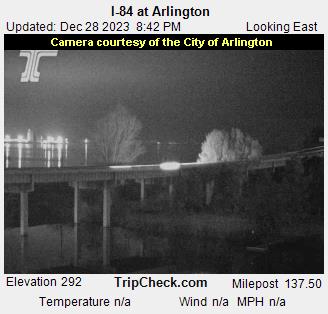 I-84 at Arlington
Updated: Dec 28 2023 8:42 PM Looking East
Camera courtesy of the City of Arlington
Elevation 292 TripCheck.com Milepost 137.50
Temperature n/a Wind n/a MPH n/a